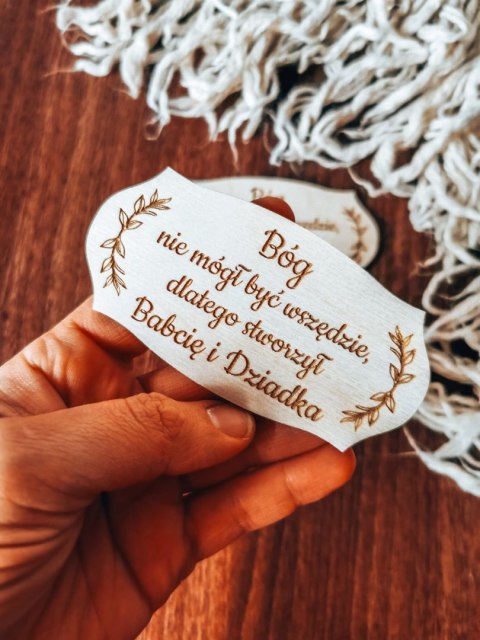 Bóg
nie mógł być wszędzie,
dlatego stworzył
Babcię i Dziadka